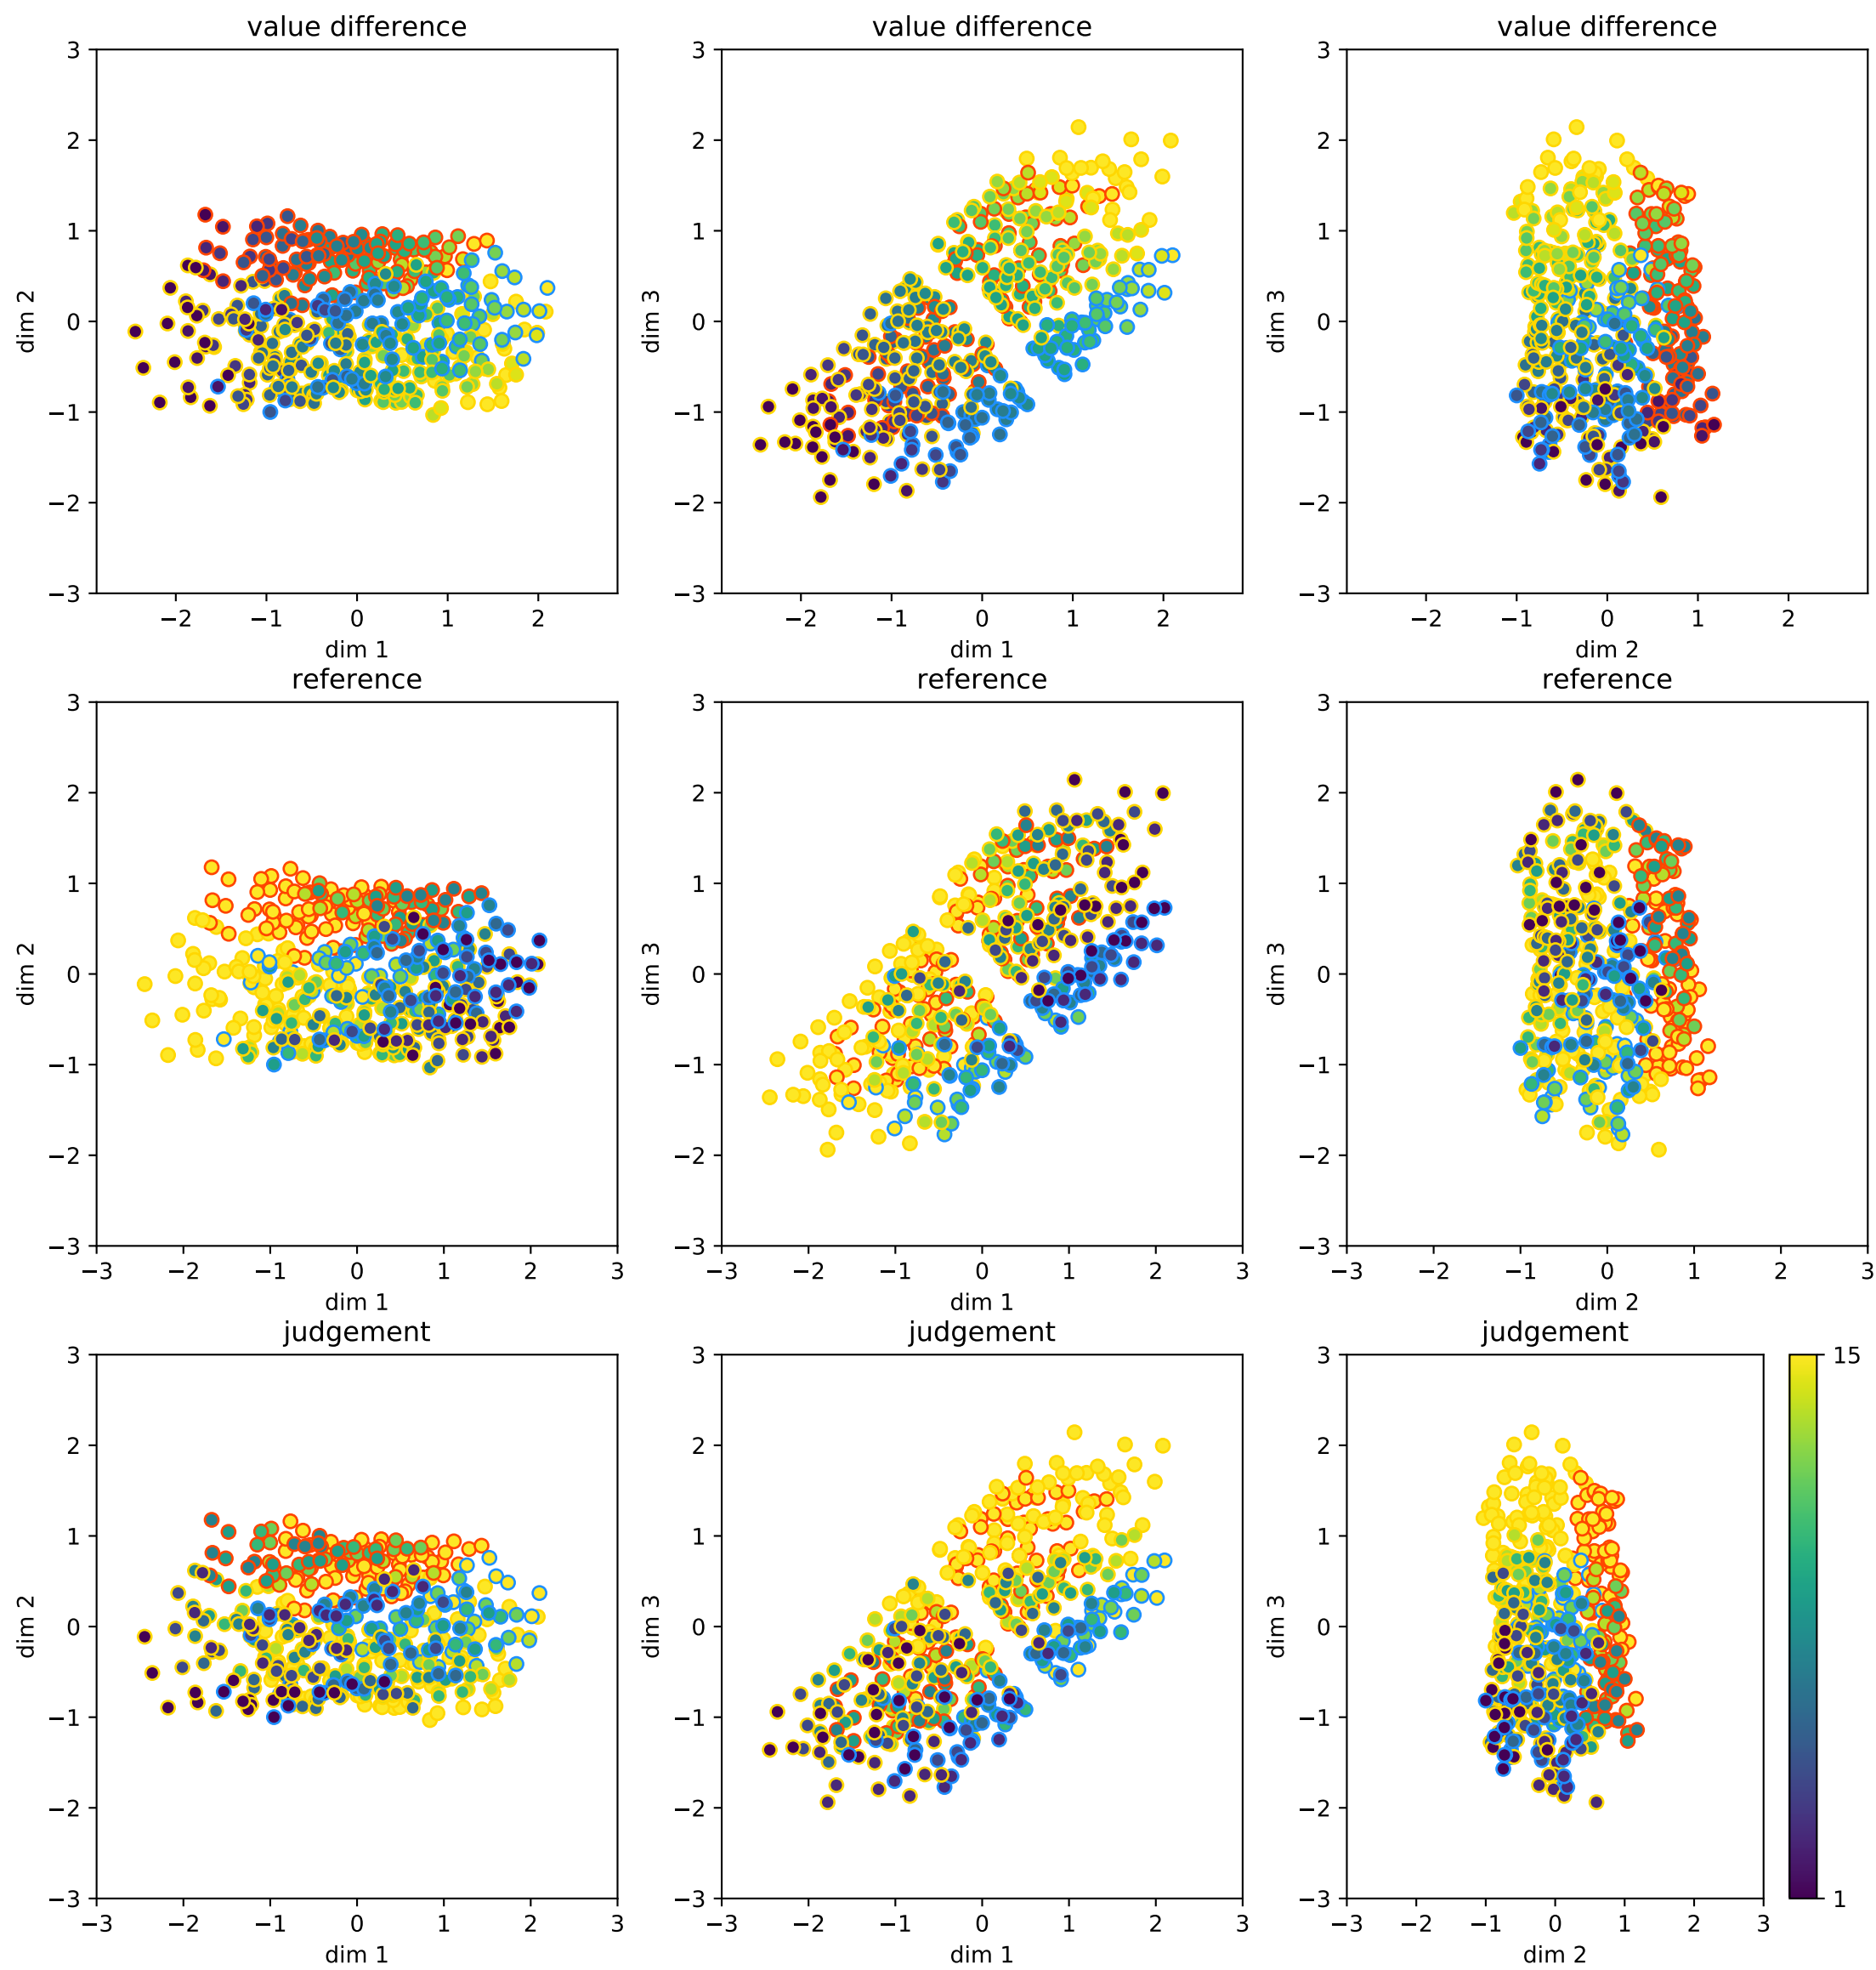 value difference value difference value difference
3 3 3
2 2 2
1 1 1
0 0 0
−1 −1 −1
−2 −2 −2
−3 −3 −3
dim 2 dim 3 dim 3
−2 −1 0 1 2 −2 −1 0 1 2 −2 −1 0 1 2
dim 1 dim 1 dim 2
reference reference reference
3 3 3
2 2 2
1 1 1
0 0 0
−1 −1 −1
−2 −2 −2
−3 −3 −3
dim 2 dim 3 dim 3
−3 −2 −1 0 1 2 3 −3 −2 −1 0 1 2 3 −3 −2 −1 0 1 2 3
dim 1 dim 1 dim 2
judgement judgement judgement
3 3 3 15
2 2 2
1 1 1
0 0 0
−1 −1 −1
−2 −2 −2
−3 −3 −3 1
dim 2 dim 3 dim 3
−3 −2 −1 0 1 2 3 −3 −2 −1 0 1 2 3 −3 −2 −1 0 1 2 3
dim 1 dim 1 dim 2